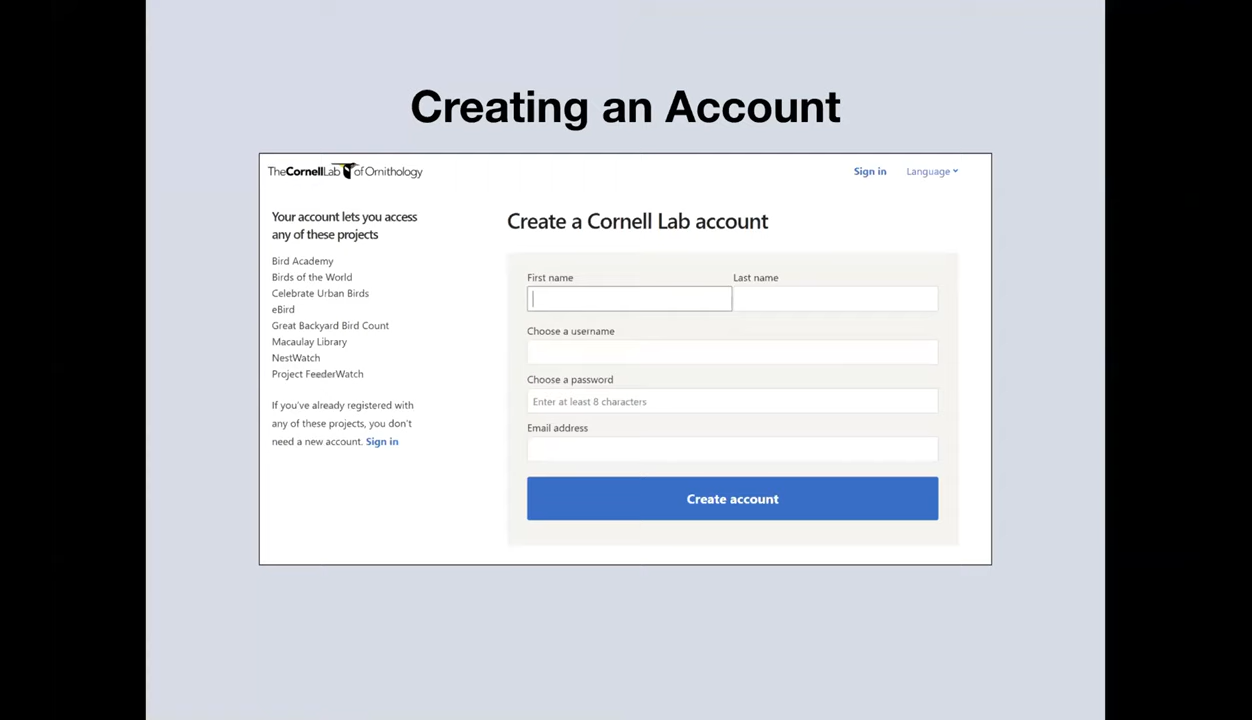 Creating an Account
TheCornellLab of Ornithology
Sign in
Language
Your account lets you access
any of these projects
Bird Academy
Birds of the World
Celebrate Urban Birds
eBird
Great Backyard Bird Count
Macaulay Library
NestWatch
Project FeederWatch
If you've already registered with
any of these projects, you don't
need a new account. Sign in
Create a Cornell Lab account
First name
Last name
Choose a username
Choose a password
Enter at least 8 characters
Email address
Create account